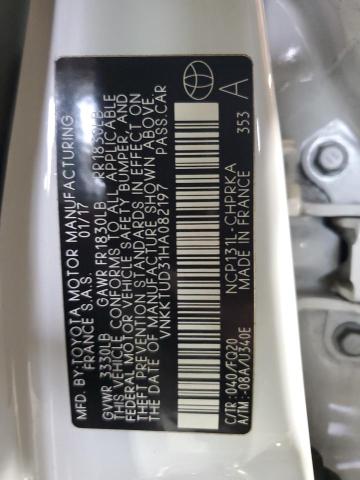 MFD. BY: TOYOTA MOTOR MANUFACTURING
FRANCE S.A.S. 01/17
GVWR 3330LB GAWR FR1830LB RR1830LB
THIS VEHICLE CONFORMS TO ALL APPLICABLE
FEDERAL MOTOR VEHICLE SAFETY, BUMPER, AND
THEFT PREVENTION STANDARDS IN EFFECT ON
THE DATE OF MANUFACTURE SHOWN ABOVE.
VNKKTUD31HA082197 PASS.CAR
NCP131L-CHPRKA
C/TR: 040/FQ20 MADE IN FRANCE 353
A/TM: -08A/U340E A